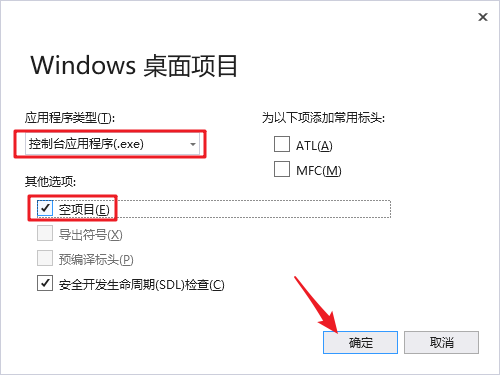 Windows 桌面项目
应用程序类型(T):
控制台应用程序(.exe)
为以下项添加常用标头:
ATL(A)
MFC(M)
其他选项:
空项目(E)
导出符号(X)
预编译标头(P)
安全开发生命周期(SDL)检查(C)
确定
取消